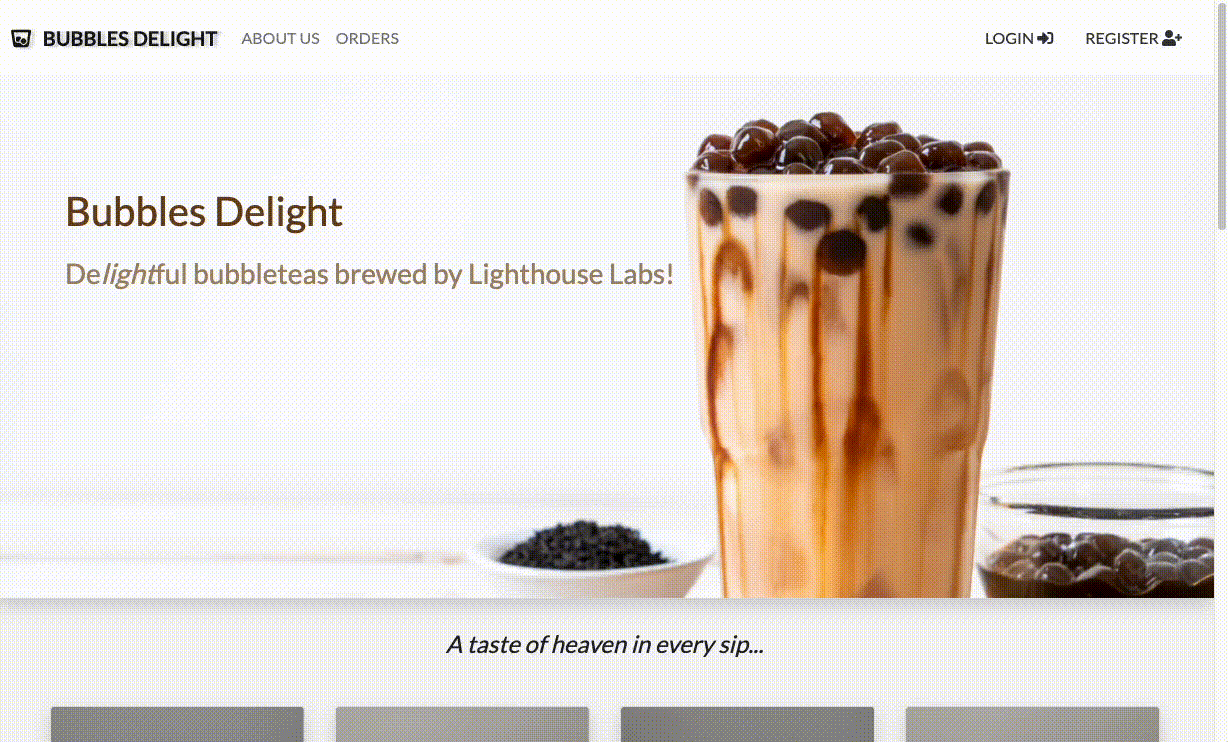 BUBBLES DELIGHT ABOUT US ORDERS LOGIN REGISTER
Bubbles Delight
Delightful bubbleteas brewed by Lighthouse Labs!
A taste of heaven in every sip...